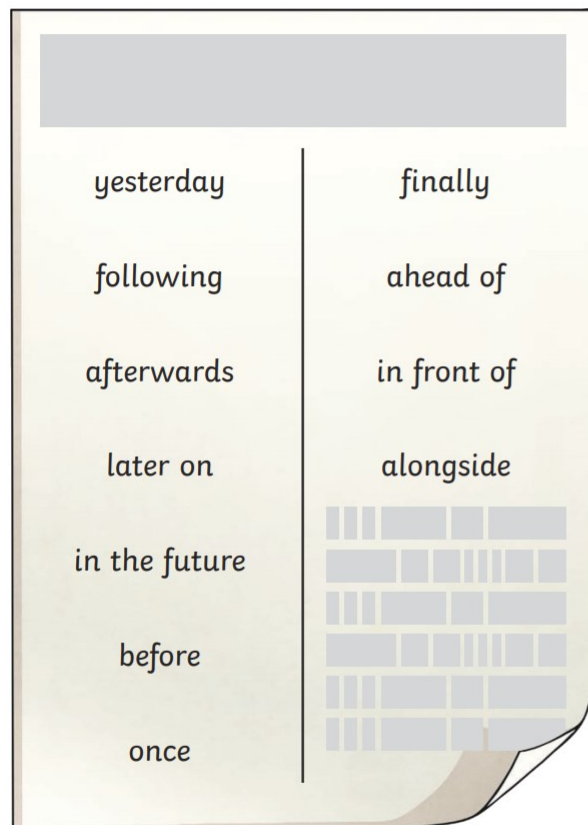 yesterday
following
afterwards
later on
in the future
before
once
finally
ahead of
in front of
alongside